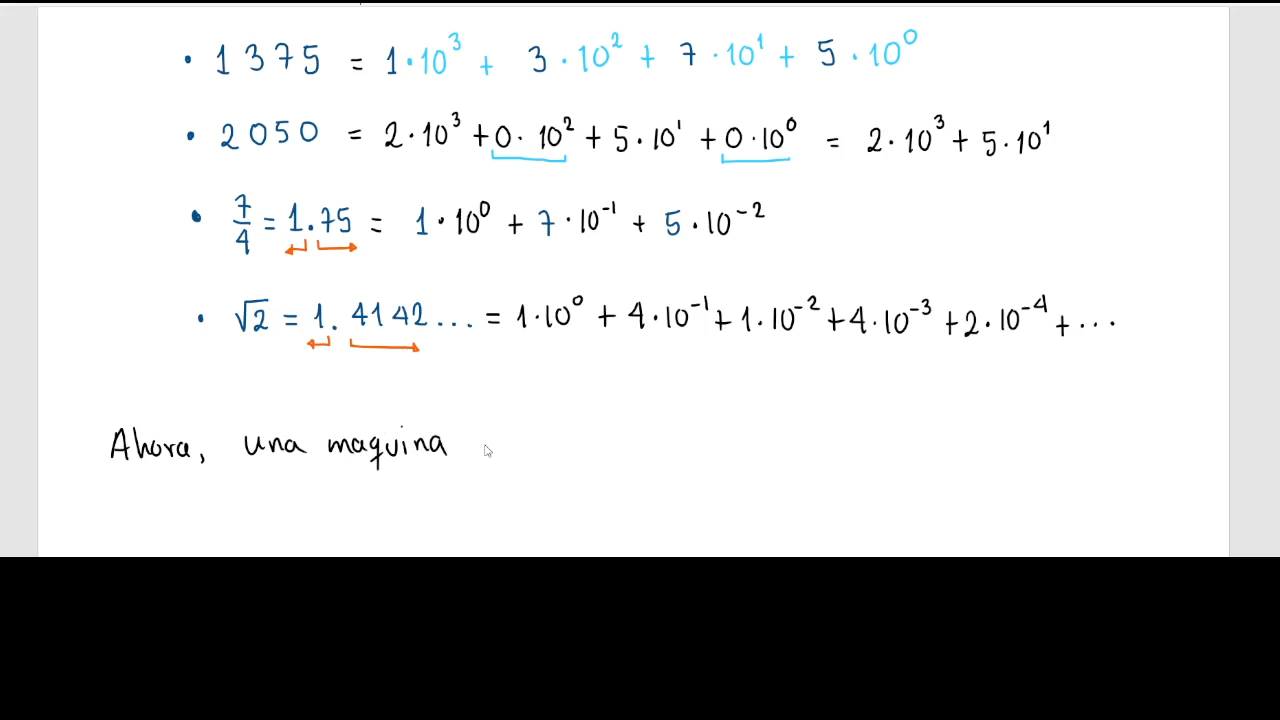 • 1375 = 1·10³ + 3·10² + 7·10¹ + 5·10⁰
• 2050 = 2·10³ + 0·10² + 5·10¹ + 0·10⁰ = 2·10³ + 5·10¹
• 7/4 = 1.75 = 1·10⁰ + 7·10⁻¹ + 5·10⁻²
• √2 = 1.4142... = 1·10⁰ + 4·10⁻¹ + 1·10⁻² + 4·10⁻³ + 2·10⁻⁴ + ...
Ahora, una maquina